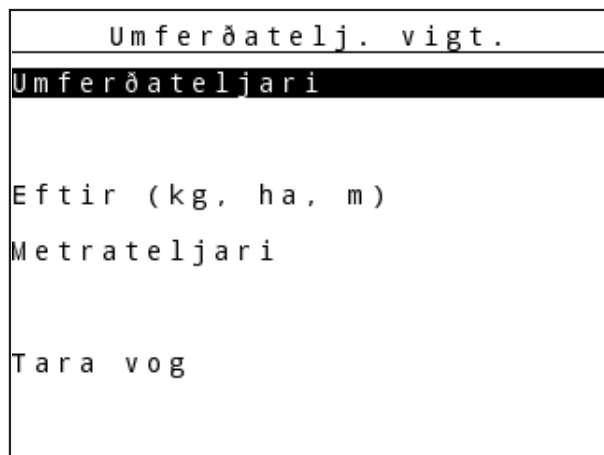 Umferðatelj. vigt.
Umferðateljari
Eftir (kg, ha, m)
Metrateljari
Tara vog